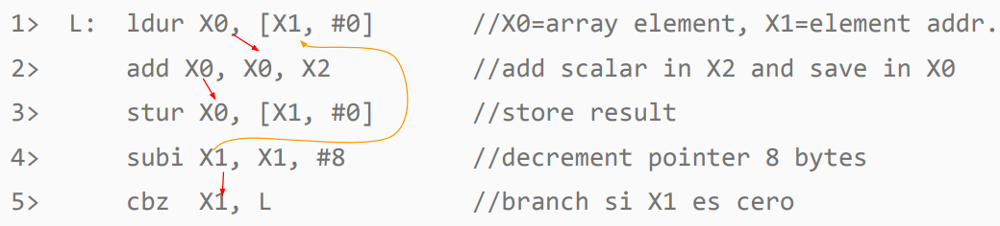 1> L: ldur X0, [X1, #0] //X0=array element, X1=element addr.
2> add X0, X0, X2 //add scalar in X2 and save in X0
3> stur X0, [X1, #0] //store result
4> subi X1, X1, #8 //decrement pointer 8 bytes
5> cbz X1, L //branch si X1 es cero